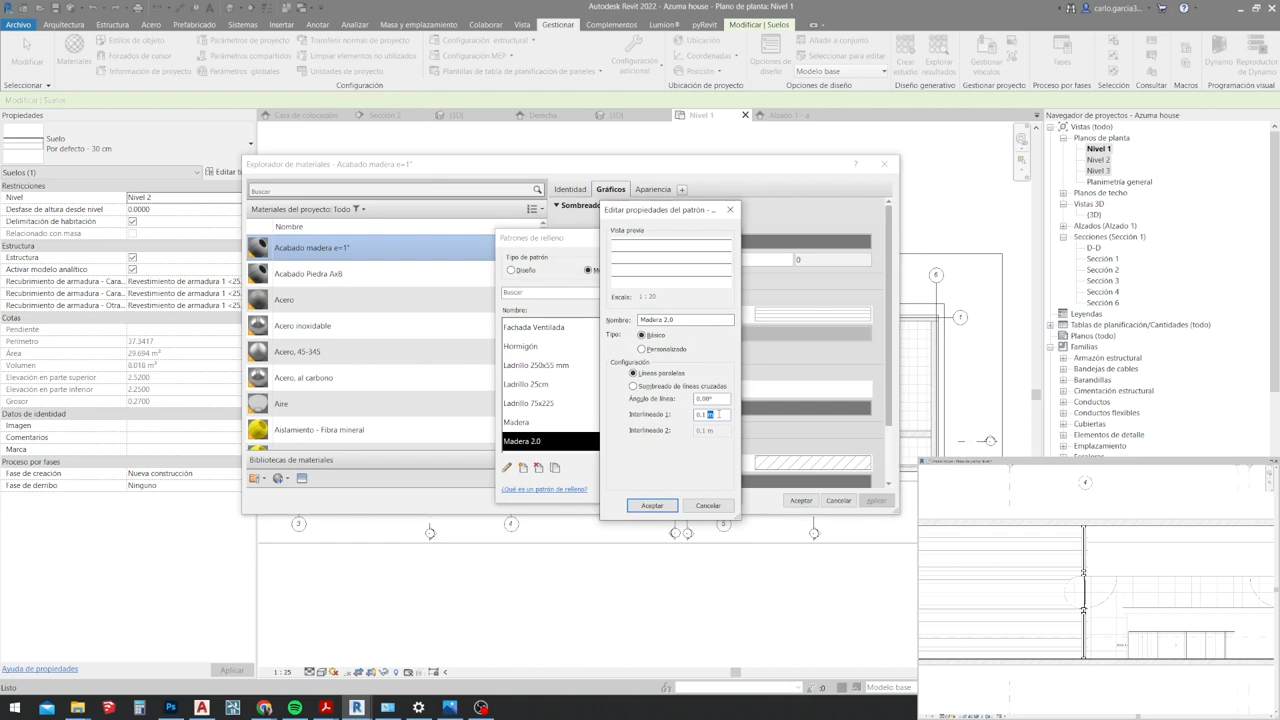 Autodesk Revit 2022 - Azuma house - Plano de planta: Nivel 1
carlo.garcia3...
Archivo Arquitectura Estructura Acero Prefabricado Sistemas Insertar Anotar Analizar Masa y emplazamiento Colaborar Vista Gestionar Complementos Lumion® pyRevit Modificar | Suelos
Modificar
Materiales
Estilos de objeto
Forzados de cursor
Información de proyecto
Parámetros de proyecto
Parámetros compartidos
Parámetros globales
Transferir normas de proyecto
Limpiar elementos no utilizados
Unidades de proyecto
Configuración: estructural
Configuración MEP
Plantillas de tabla de planificación de paneles
Configuración adicional
Ubicación
Coordenadas
Posición
Opciones de diseño
Añadir a conjunto
Seleccionar para editar
Modelo base
Crear estudio
Explorar resultados
Gestionar vínculos
Fases
Dynamo
Reproductor de Dynamo
Seleccionar Configuración Ubicación de proyecto Opciones de diseño Diseño generativo Gestionar proyecto Proceso por fases Selección Consultar Macros Programación visual
Modificar | Suelos
Propiedades
Suelo
Por defecto - 30 cm
Suelos (1)
Editar ti
Restricciones
Nivel Nivel 2
Desfase de altura desde nivel 0.0000
Delimitación de habitación
Relacionado con masa
Estructura
Estructura
Activar modelo analítico
Recubrimiento de armadura - Cara... Revestimiento de armadura 1 <25,
Recubrimiento de armadura - Cara... Revestimiento de armadura 1 <25,
Recubrimiento de armadura - Otra... Revestimiento de armadura 1 <25,
Cotas
Pendiente
Perímetro 37.3417
Área 29.694 m²
Volumen 8.018 m³
Elevación en parte superior 2.5200
Elevación en parte inferior 2.2500
Grosor 0.2700
Datos de identidad
Imagen
Comentarios
Marca
Proceso por fases
Fase de creación Nueva construcción
Fase de derribo Ninguno
Ayuda de propiedades
Aplicar
Listo
Cara de colocación Sección 2 {3D} Derecha {3D} Nivel 1 Alzado 1 - a
Explorador de materiales - Acabado madera e=1"
Buscar
Materiales del proyecto: Todo
Nombre
Acabado madera e=1"
Acabado Piedra AxB
Acero
Acero inoxidable
Acero, 45-345
Acero, al carbono
Aire
Aislamiento - Fibra mineral
Bibliotecas de materiales
Identidad Gráficos Apariencia
Sombreado
0
Aceptar Cancelar Aplicar
Patrones de relleno
Tipo de patrón
Diseño
Buscar
Nombre:
Fachada Ventilada
Hormigón
Ladrillo 250x55 mm
Ladrillo 25cm
Ladrillo 75x225
Madera
Madera 2.0
¿Qué es un patrón de relleno?
Editar propiedades del patrón - ...
Vista previa
Escala: 1 : 20
Nombre: Madera 2.0
Tipo: Básico
Personalizado
Configuración
Líneas paralelas
Sombreado de líneas cruzadas
Ángulo de línea: 0.00°
Interlineado 1: 0.1 m
Interlineado 2: 0.1 m
Aceptar Cancelar
6
1
3
4
5
4
1 : 25
:0
Modelo base
Navegador de proyectos - Azuma house
Vistas (todo)
Planos de planta
Nivel 1
Nivel 2
Nivel 3
Planimetría general
Planos de techo
Vistas 3D
{3D}
Alzados (Alzado 1)
Secciones (Sección 1)
D-D
Sección 1
Sección 2
Sección 3
Sección 4
Sección 6
Leyendas
Tablas de planificación/Cantidades (todo)
Planos (todo)
Familias
Armazón estructural
Bandejas de cables
Barandillas
Cimentación estructural
Conductos
Conductos flexibles
Cubiertas
Elementos de detalle
Emplazamiento